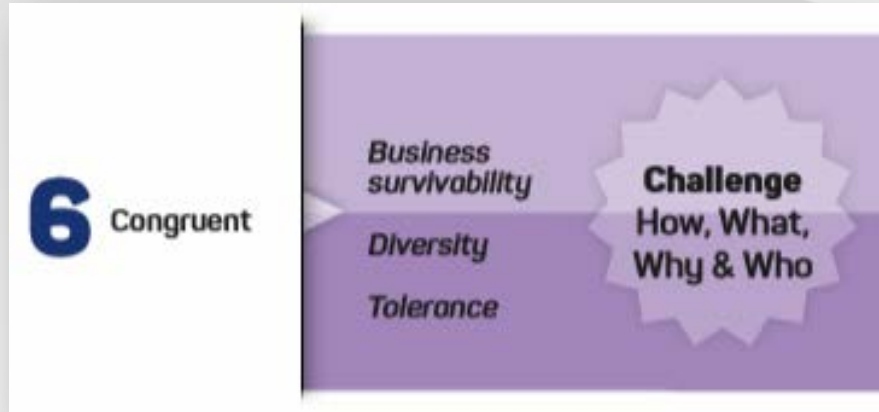 6 Congruent
Business
survivability
Diversity
Tolerance
Challenge
How, What,
Why & Who